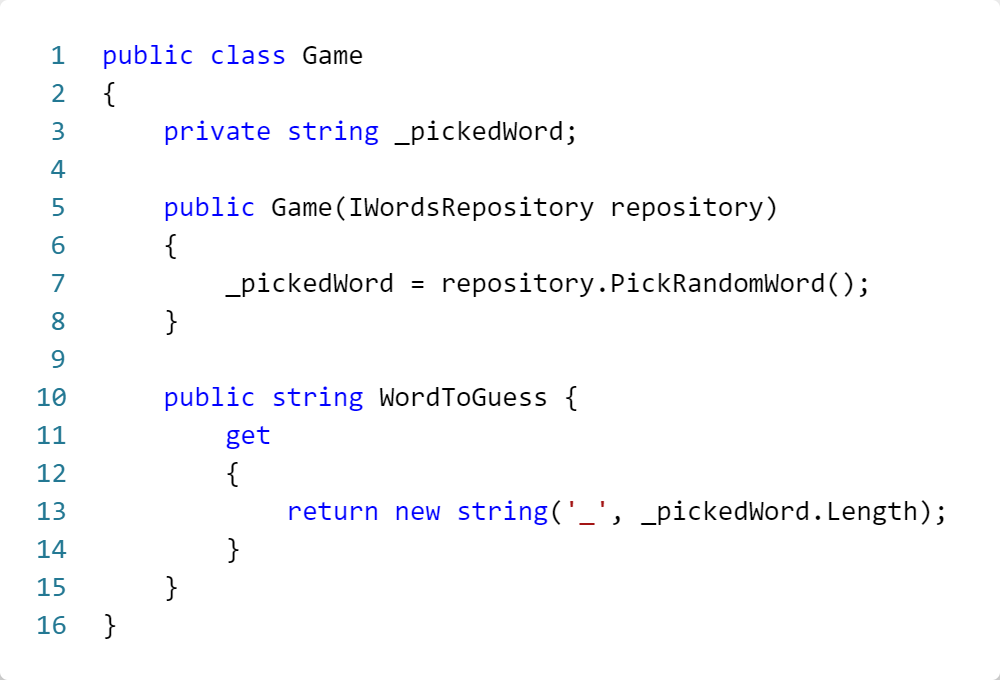 1 public class Game
2 {
3     private string _pickedWord;
4
5     public Game(IWordsRepository repository)
6     {
7         _pickedWord = repository.PickRandomWord();
8     }
9
10     public string WordToGuess {
11         get
12         {
13             return new string('_', _pickedWord.Length);
14         }
15     }
16 }